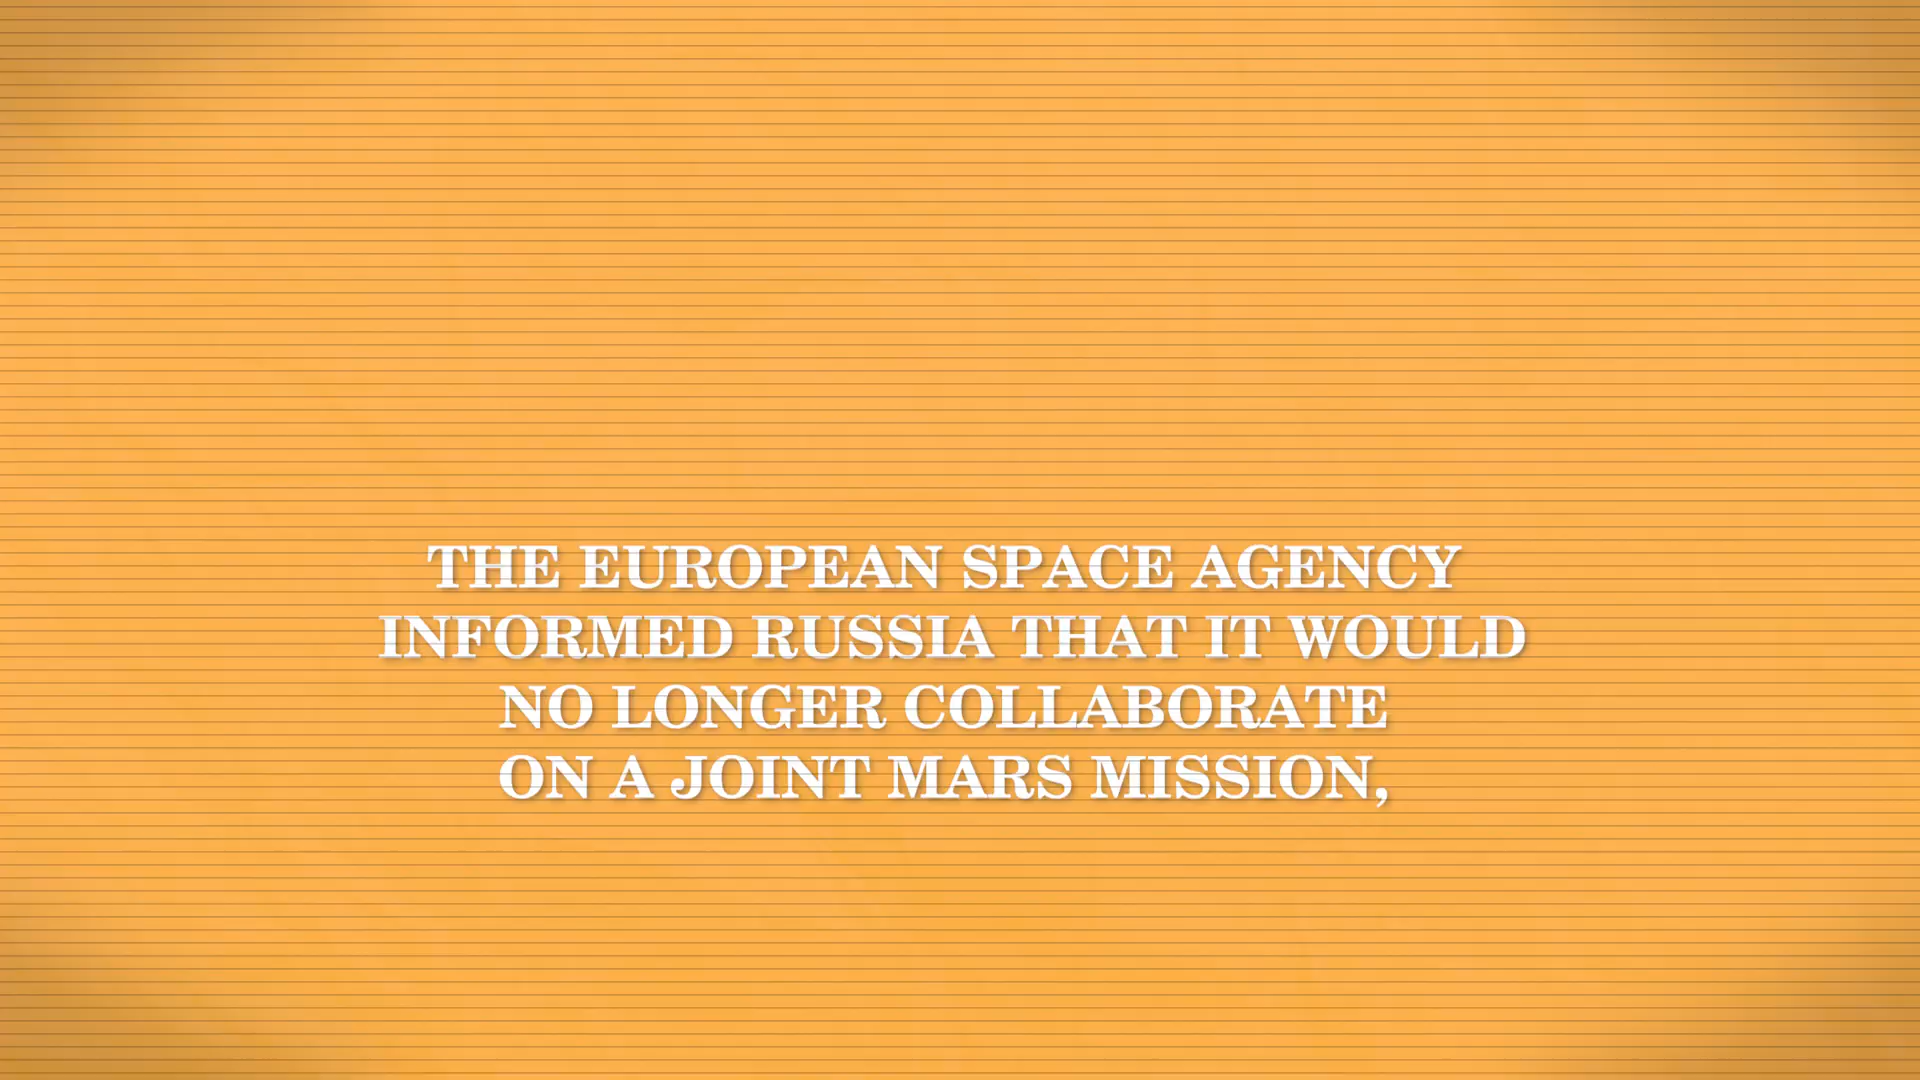 THE EUROPEAN SPACE AGENCY
INFORMED RUSSIA THAT IT WOULD
NO LONGER COLLABORATE
ON A JOINT MARS MISSION,